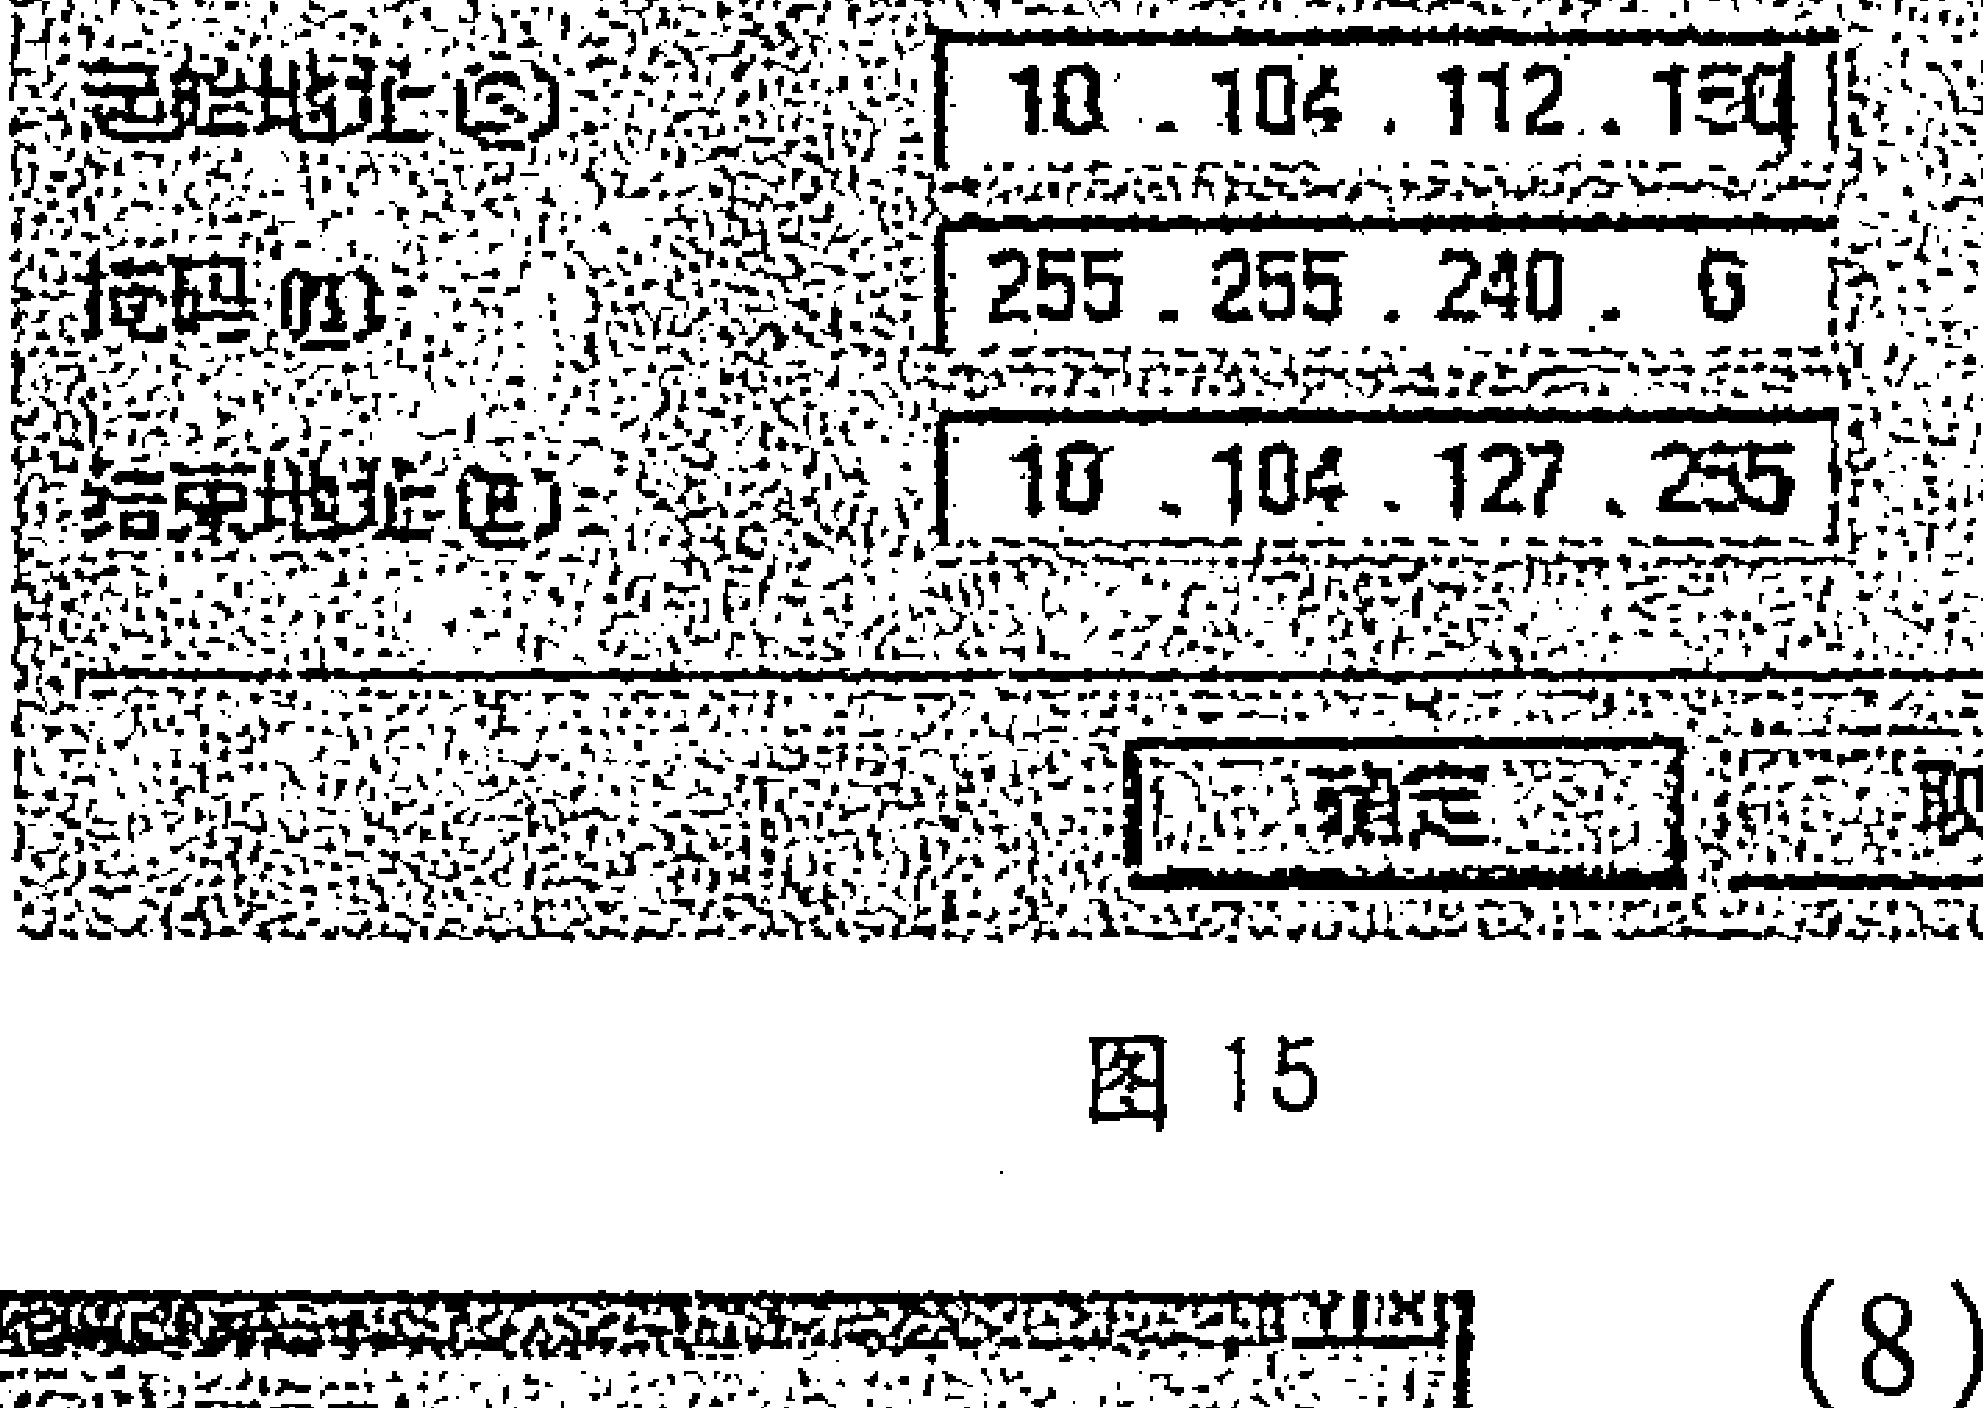 起始地址(S) 10 . 104 . 112 . 130
掩码(M) 255 . 255 . 240 . 0
结束地址(E) 10 . 104 . 127 . 255
确定 取
图 15
(8)